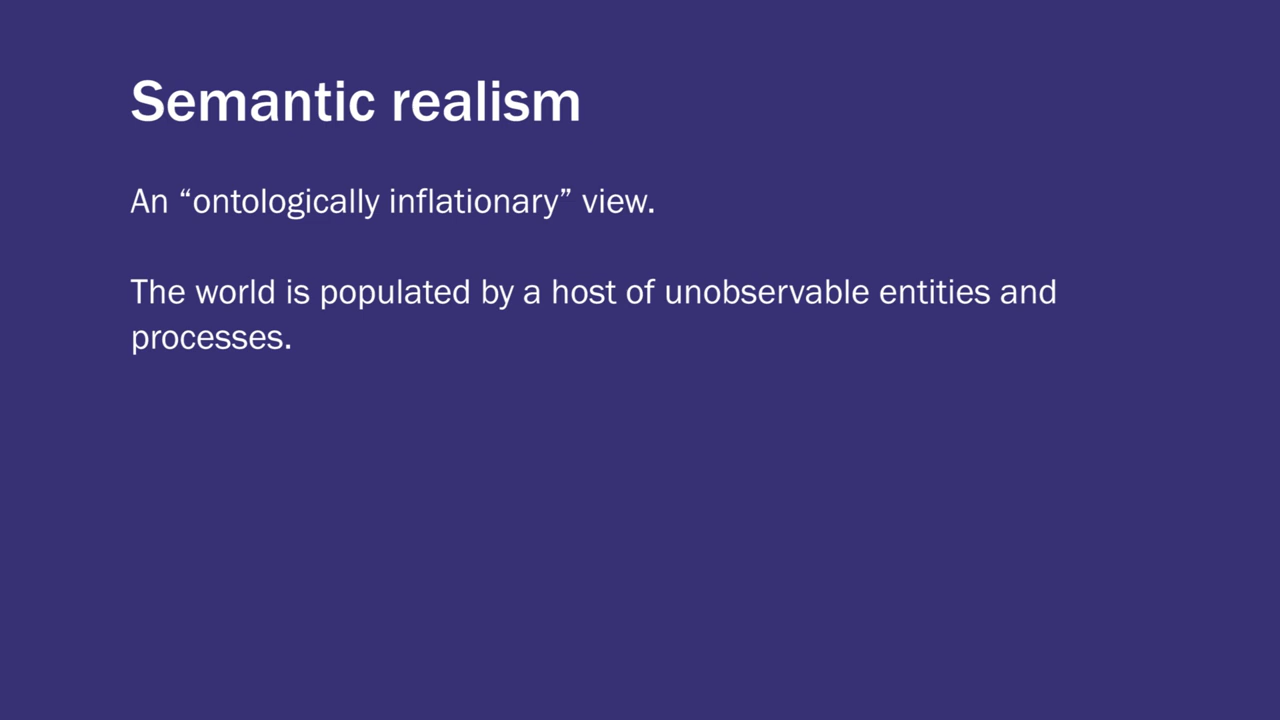 Semantic realism
An “ontologically inflationary” view.
The world is populated by a host of unobservable entities and
processes.